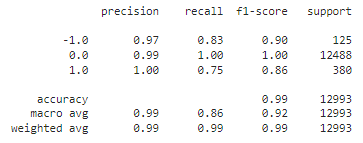 precision recall f1-score support
-1.0 0.97 0.83 0.90 125
0.0 0.99 1.00 1.00 12488
1.0 1.00 0.75 0.86 380
accuracy 0.99 12993
macro avg 0.99 0.86 0.92 12993
weighted avg 0.99 0.99 0.99 12993